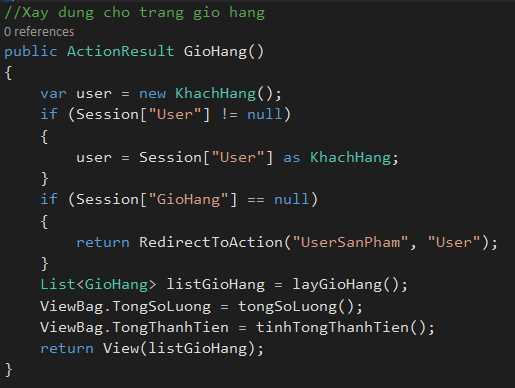 //Xay dung cho trang gio hang
0 references
public ActionResult GioHang()
{
    var user = new KhachHang();
    if (Session["User"] != null)
    {
        user = Session["User"] as KhachHang;
    }
    if (Session["GioHang"] == null)
    {
        return RedirectToAction("UserSanPham", "User");
    }
    List<GioHang> listGioHang = layGioHang();
    ViewBag.TongSoLuong = tongSoLuong();
    ViewBag.TongThanhTien = tinhTongThanhTien();
    return View(listGioHang);
}